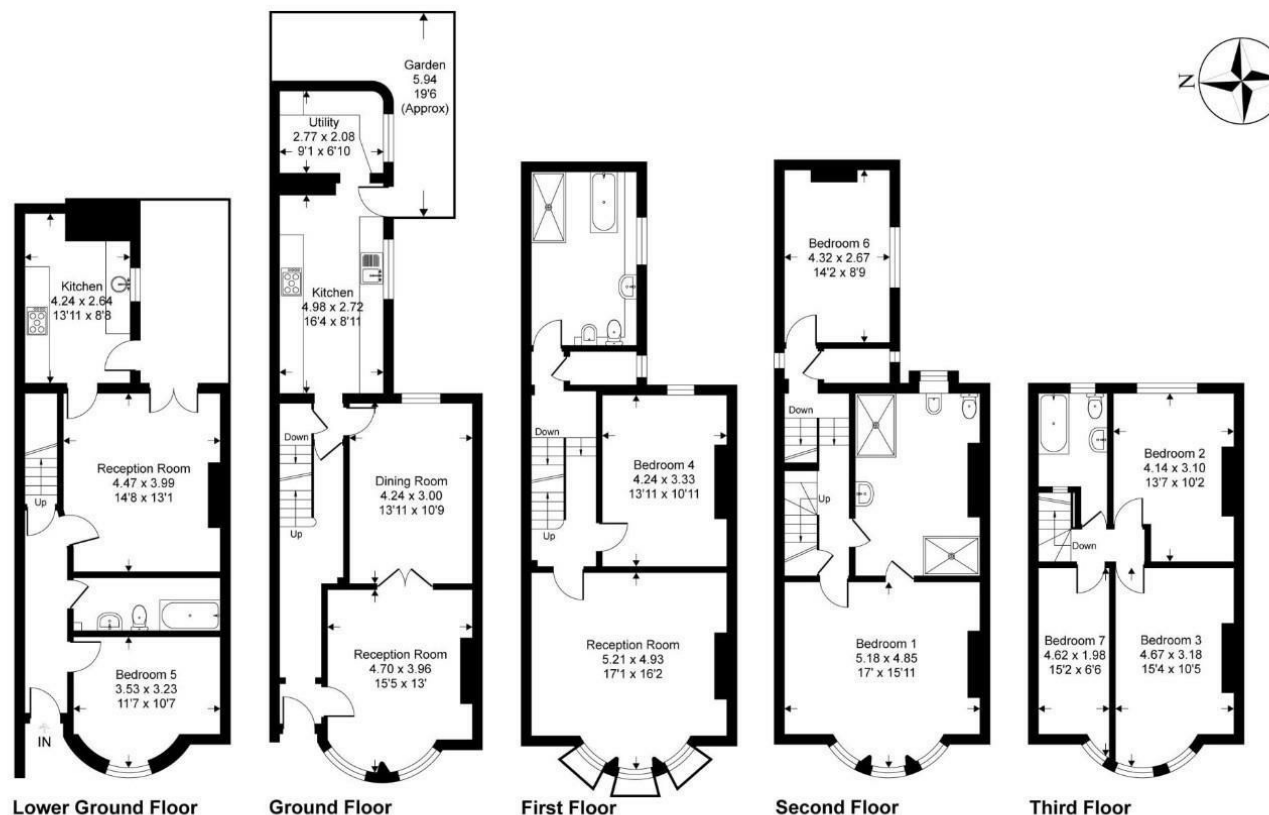 N
Garden
5.94
19'6
(Approx)
Utility
2.77 x 2.08
9'1 x 6'10
Kitchen
4.24 x 2.64
13'11 x 8'8
Up
Reception Room
4.47 x 3.99
14'8 x 13'1
Bedroom 5
3.53 x 3.23
11'7 x 10'7
IN
Lower Ground Floor
Kitchen
4.98 x 2.72
16'4 x 8'11
Down
Up
Dining Room
4.24 x 3.00
13'11 x 10'9
Reception Room
4.70 x 3.96
15'5 x 13'
Ground Floor
Down
Up
Bedroom 4
4.24 x 3.33
13'11 x 10'11
Reception Room
5.21 x 4.93
17'1 x 16'2
First Floor
Bedroom 6
4.32 x 2.67
14'2 x 8'9
Down
Up
Bedroom 1
5.18 x 4.85
17' x 15'11
Second Floor
Bedroom 2
4.14 x 3.10
13'7 x 10'2
Down
Bedroom 7
4.62 x 1.98
15'2 x 6'6
Bedroom 3
4.67 x 3.18
15'4 x 10'5
Third Floor